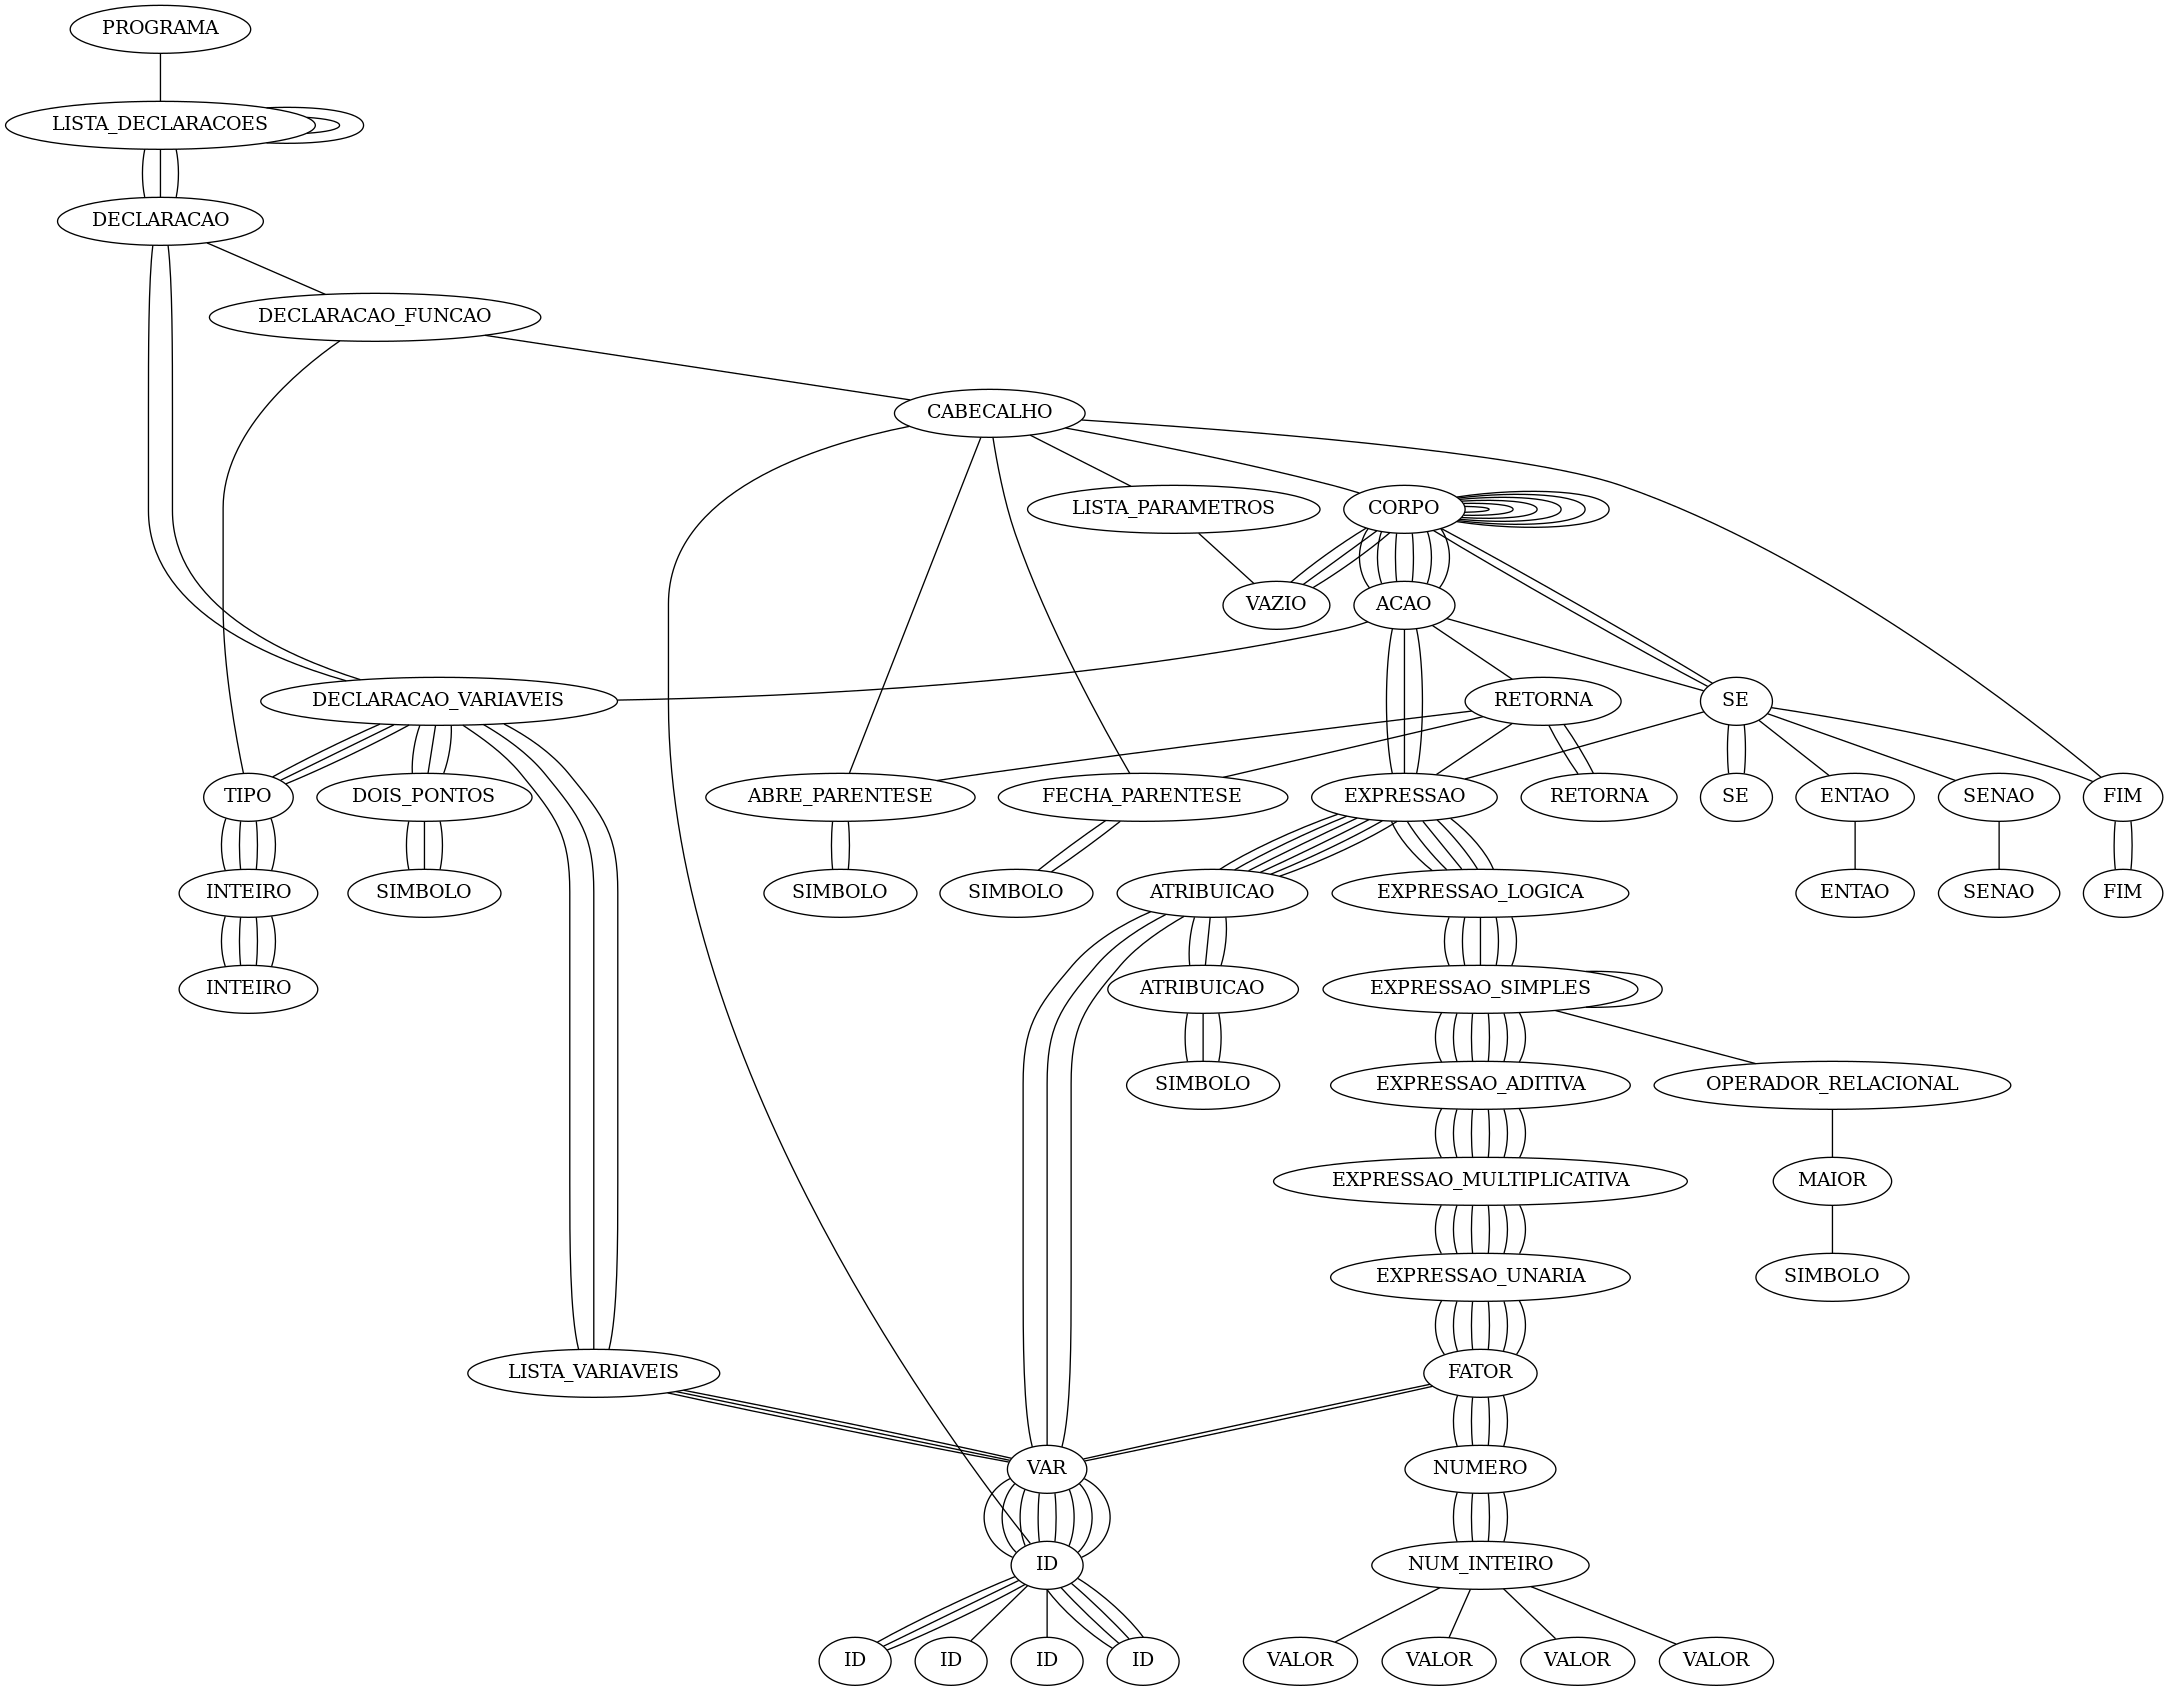 PROGRAMA
LISTA_DECLARACOES
DECLARACAO
DECLARACAO_FUNCAO
CABECALHO
LISTA_PARAMETROS
CORPO
VAZIO
ACAO
DECLARACAO_VARIAVEIS
RETORNA
SE
TIPO
DOIS_PONTOS
ABRE_PARENTESE
FECHA_PARENTESE
EXPRESSAO
RETORNA
SE
ENTAO
SENAO
FIM
INTEIRO
SIMBOLO
SIMBOLO
SIMBOLO
ATRIBUICAO
EXPRESSAO_LOGICA
ENTAO
SENAO
FIM
INTEIRO
ATRIBUICAO
EXPRESSAO_SIMPLES
SIMBOLO
EXPRESSAO_ADITIVA
OPERADOR_RELACIONAL
EXPRESSAO_MULTIPLICATIVA
MAIOR
EXPRESSAO_UNARIA
SIMBOLO
LISTA_VARIAVEIS
FATOR
VAR
NUMERO
ID
NUM_INTEIRO
ID
ID
ID
ID
VALOR
VALOR
VALOR
VALOR